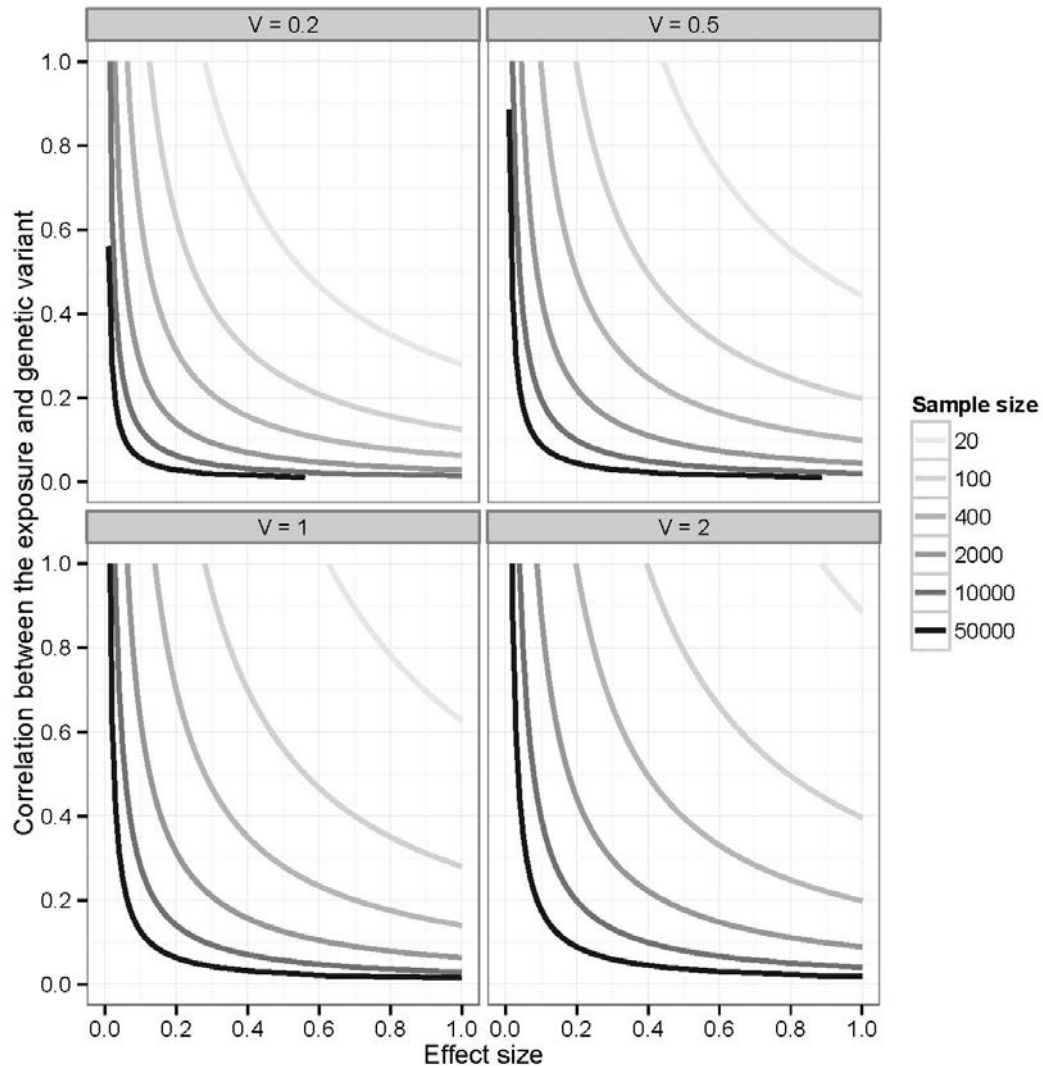 V = 0.2
V = 0.5
1.0
0.8
0.6
0.4
0.2
0.0
V = 1
V = 2
1.0
0.8
0.6
0.4
0.2
0.0
0.0 0.2 0.4 0.6 0.8 1.0
0.0 0.2 0.4 0.6 0.8 1.0
Effect size
Correlation between the exposure and genetic variant
Sample size
20
100
400
2000
10000
50000